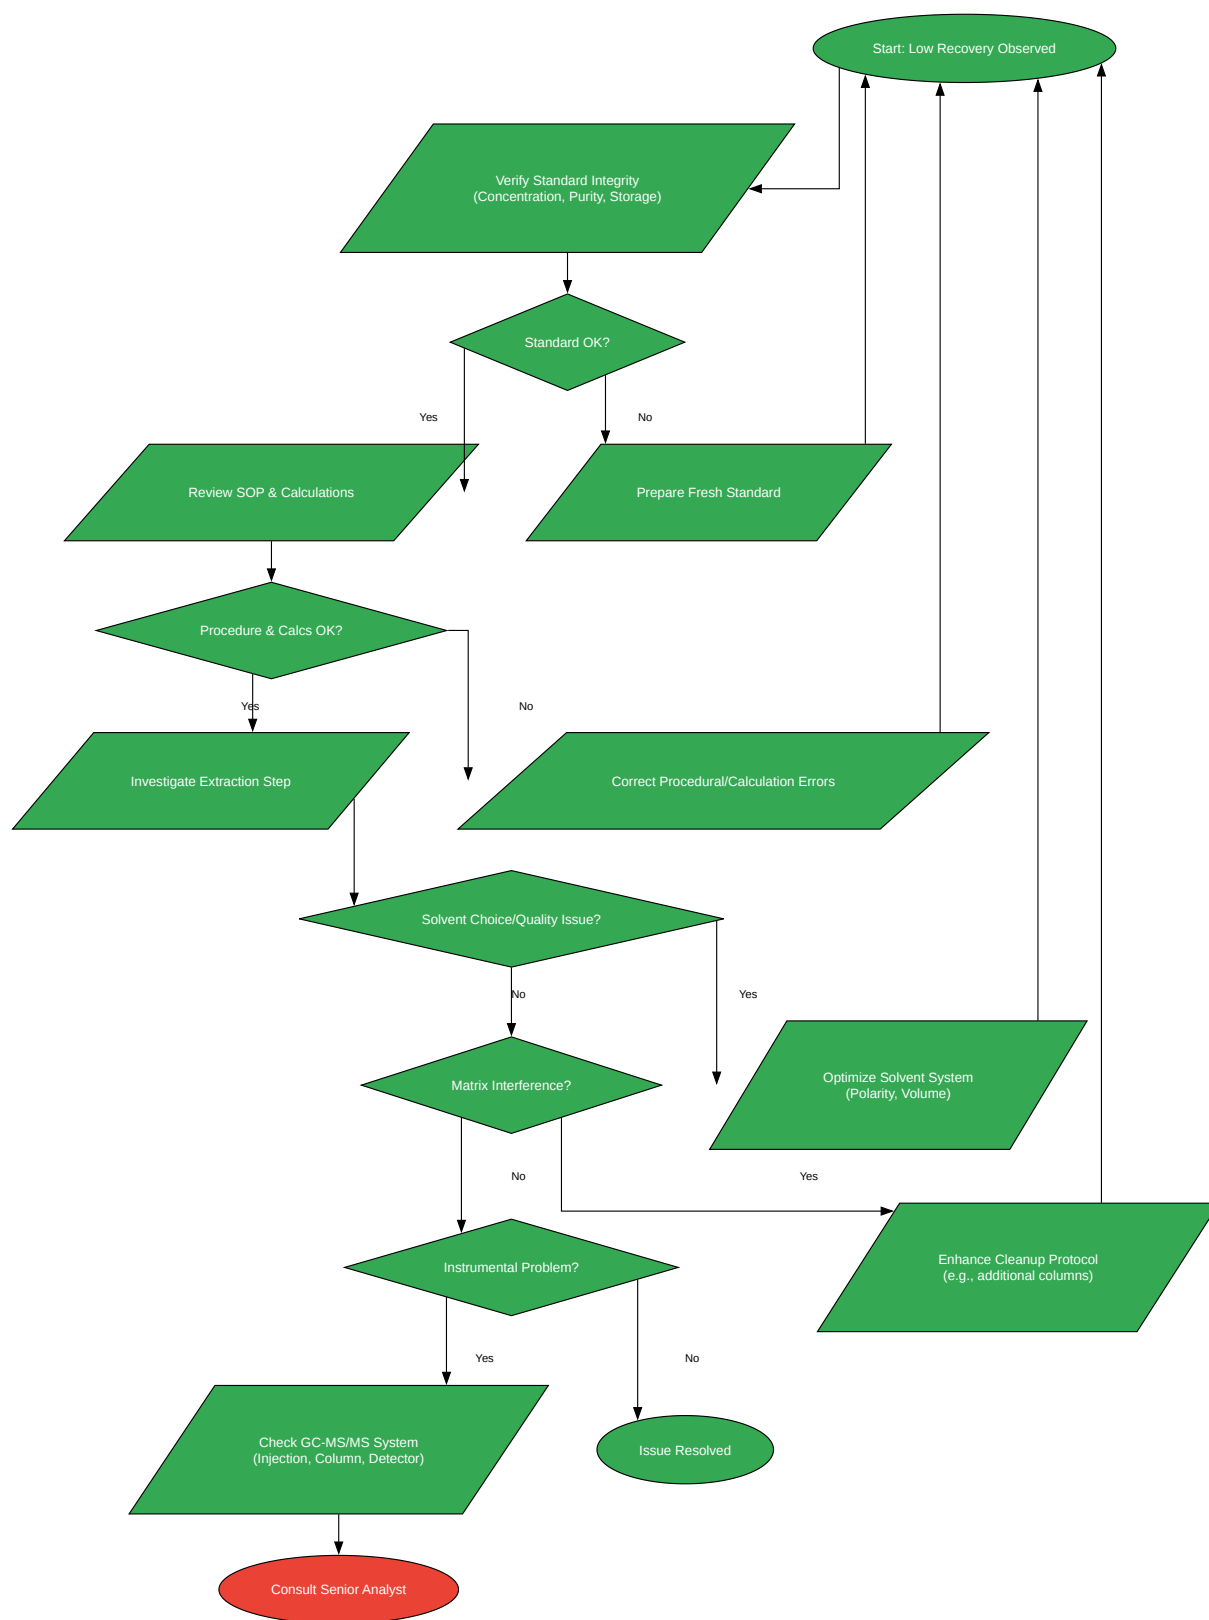 Start: Low Recovery Observed
Verify Standard Integrity
(Concentration, Purity, Storage)
Standard OK?
Yes
No
Review SOP & Calculations
Prepare Fresh Standard
Procedure & Calcs OK?
Yes
No
Investigate Extraction Step
Correct Procedural/Calculation Errors
Solvent Choice/Quality Issue?
No
Yes
Optimize Solvent System
(Polarity, Volume)
Matrix Interference?
No
Yes
Enhance Cleanup Protocol
(e.g., additional columns)
Instrumental Problem?
Yes
No
Check GC-MS/MS System
(Injection, Column, Detector)
Issue Resolved
Consult Senior Analyst